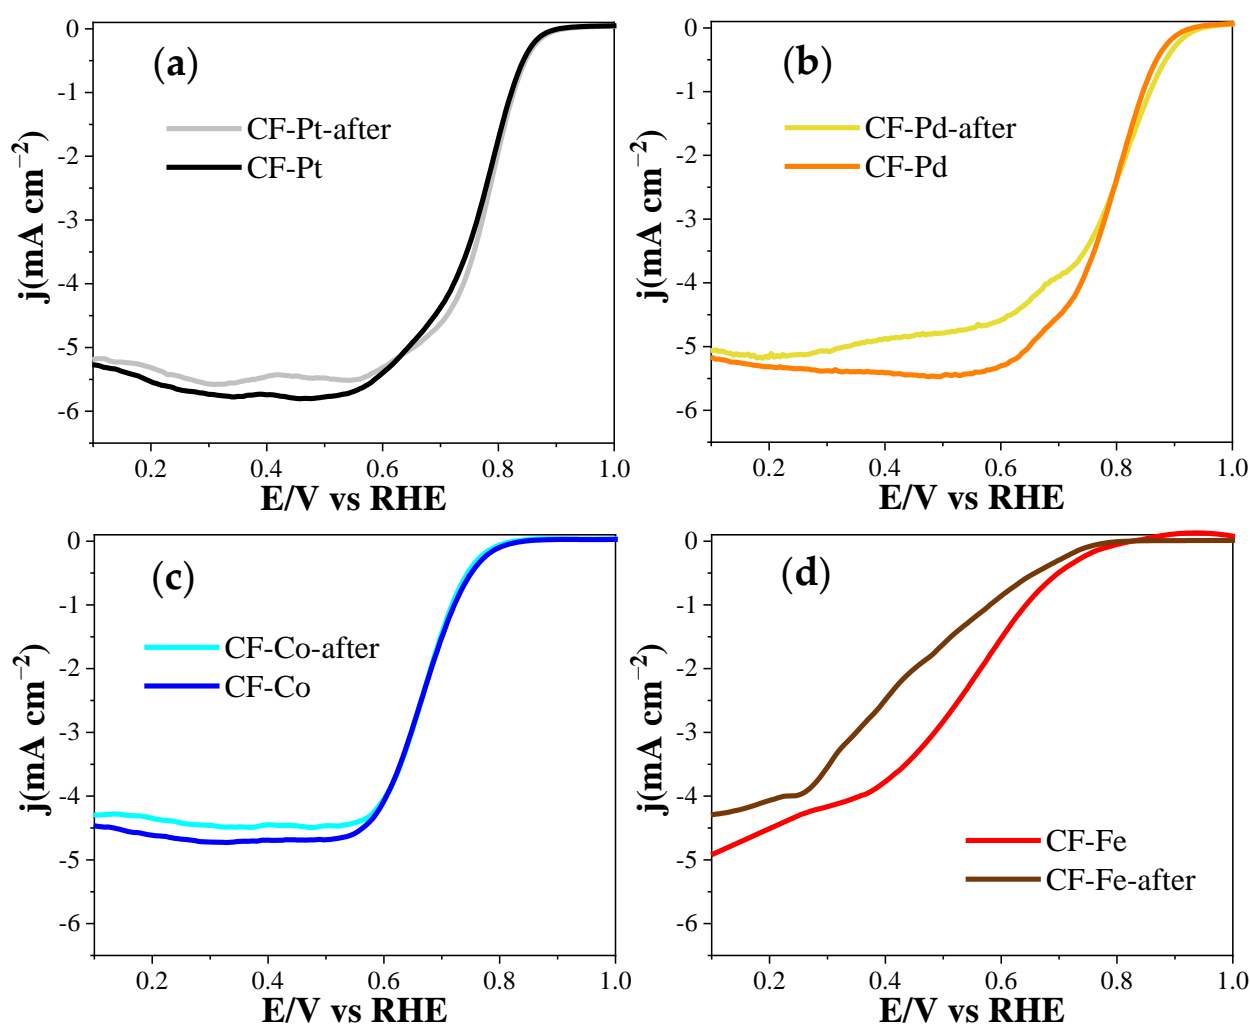 (a)
CF-Pt-after
CF-Pt
0
-1
-2
-3
-4
-5
-6
j(mA cm⁻²)
0.2 0.4 0.6 0.8 1.0
E/V vs RHE
(b)
CF-Pd-after
CF-Pd
0
-1
-2
-3
-4
-5
-6
j(mA cm⁻²)
0.2 0.4 0.6 0.8 1.0
E/V vs RHE
(c)
CF-Co-after
CF-Co
0
-1
-2
-3
-4
-5
-6
j(mA cm⁻²)
0.2 0.4 0.6 0.8 1.0
E/V vs RHE
(d)
CF-Fe
CF-Fe-after
0
-1
-2
-3
-4
-5
-6
j(mA cm⁻²)
0.2 0.4 0.6 0.8 1.0
E/V vs RHE